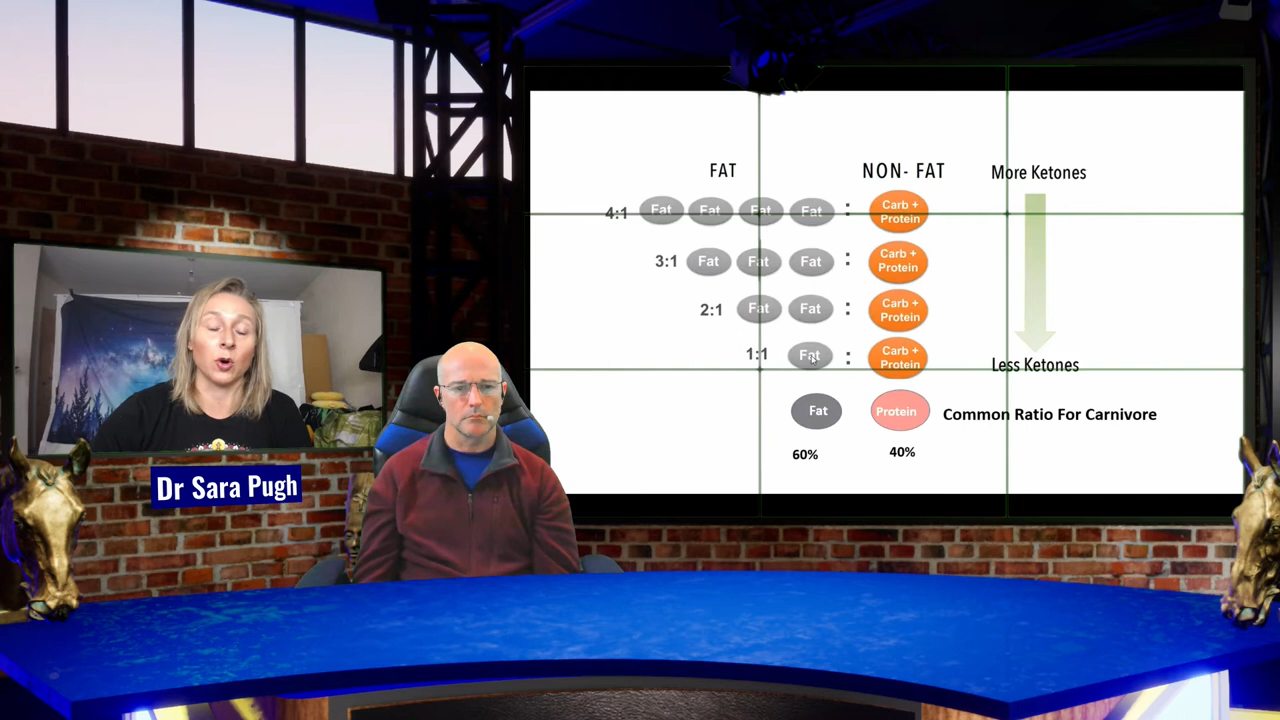 FAT NON- FAT More Ketones
4:1 Fat Fat Fat Fat : Carb + Protein
3:1 Fat Fat Fat : Carb + Protein
2:1 Fat Fat : Carb + Protein
1:1 Fat : Carb + Protein
Less Ketones
Fat Protein Common Ratio For Carnivore
60% 40%
Dr Sara Pugh